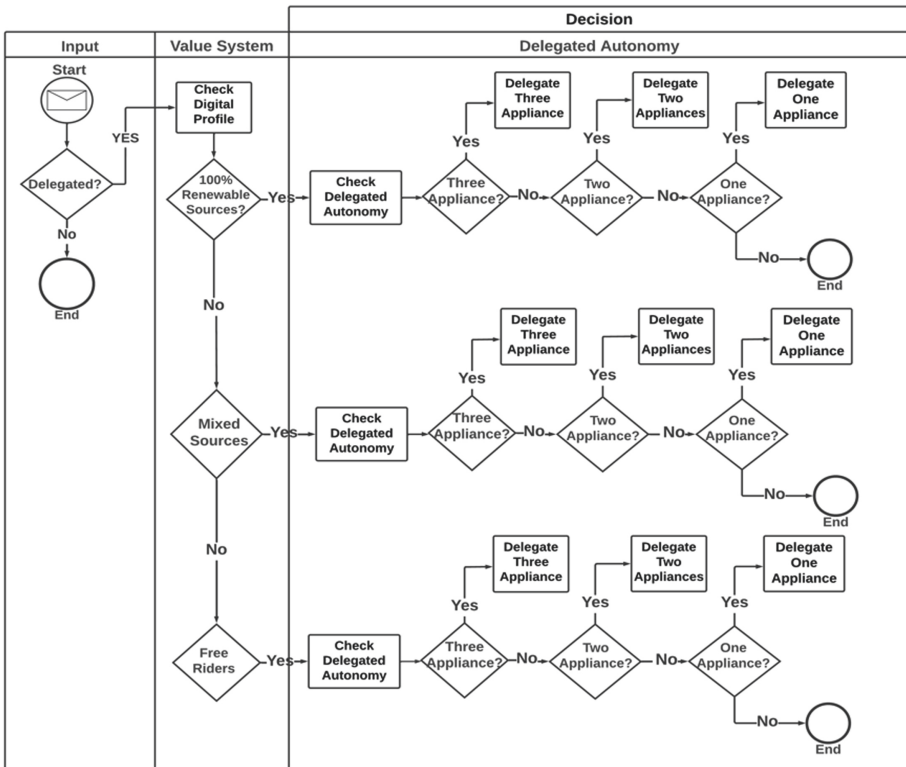 Decision
Input
Value System
Delegated Autonomy
Start
Check
Digital
Profile
YES
Delegated?
No
End
100%
Renewable
Sources?
Yes
Check
Delegated
Autonomy
Three
Appliance?
Yes
Delegate
Three
Appliance
No
Two
Appliance?
Yes
Delegate
Two
Appliances
No
One
Appliance?
Yes
Delegate
One
Appliance
No
End
No
Mixed
Sources
Yes
Check
Delegated
Autonomy
Three
Appliance?
Yes
Delegate
Three
Appliance
No
Two
Appliance?
Yes
Delegate
Two
Appliances
No
One
Appliance?
Yes
Delegate
One
Appliance
No
End
No
Free
Riders
Yes
Check
Delegated
Autonomy
Three
Appliance?
Yes
Delegate
Three
Appliance
No
Two
Appliance?
Yes
Delegate
Two
Appliances
No
One
Appliance?
Yes
Delegate
One
Appliance
No
End